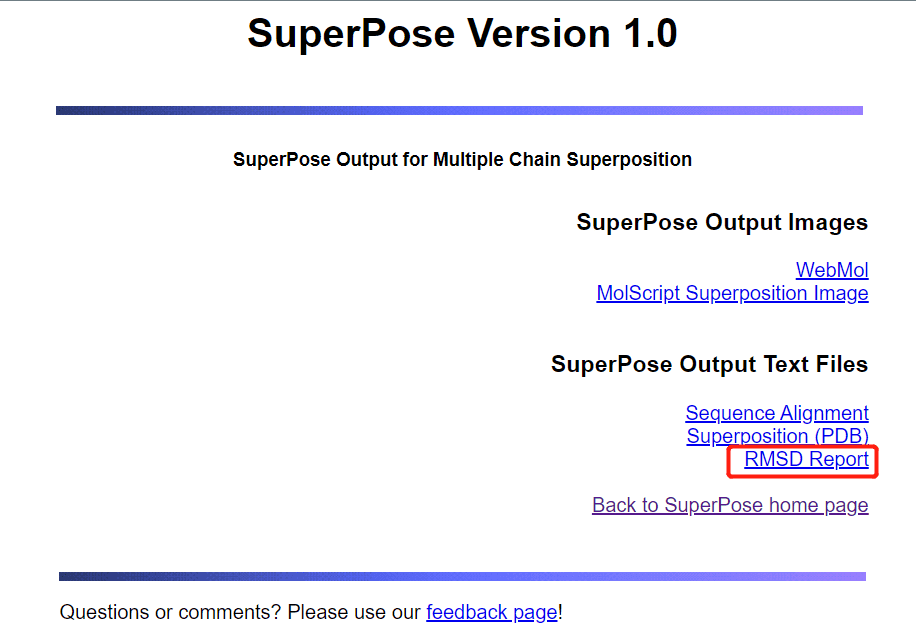 SuperPose Version 1.0
SuperPose Output for Multiple Chain Superposition
SuperPose Output Images
WebMol
MolScript Superposition Image
SuperPose Output Text Files
Sequence Alignment
Superposition (PDB)
RMSD Report
Back to SuperPose home page
Questions or comments? Please use our feedback page!